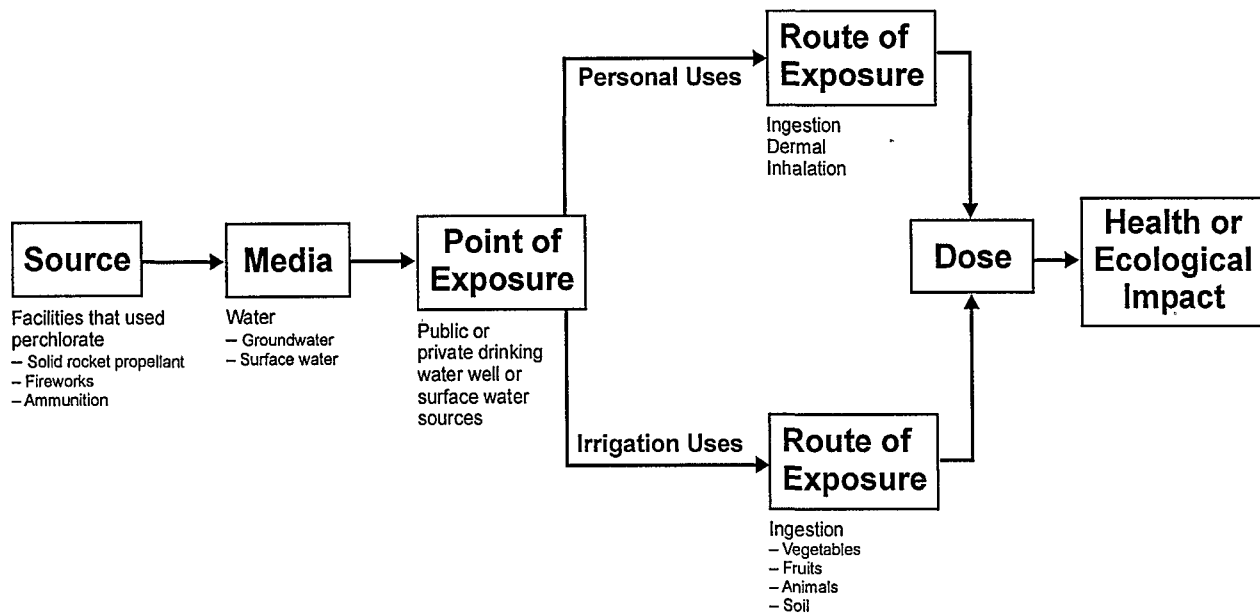 Source
Facilities that used
perchlorate
– Solid rocket propellant
– Fireworks
– Ammunition
Media
Water
– Groundwater
– Surface water
Point of
Exposure
Public or
private drinking
water well or
surface water
sources
Personal Uses
Route of
Exposure
Ingestion
Dermal
Inhalation
Irrigation Uses
Route of
Exposure
Ingestion
– Vegetables
– Fruits
– Animals
– Soil
Dose
Health or
Ecological
Impact